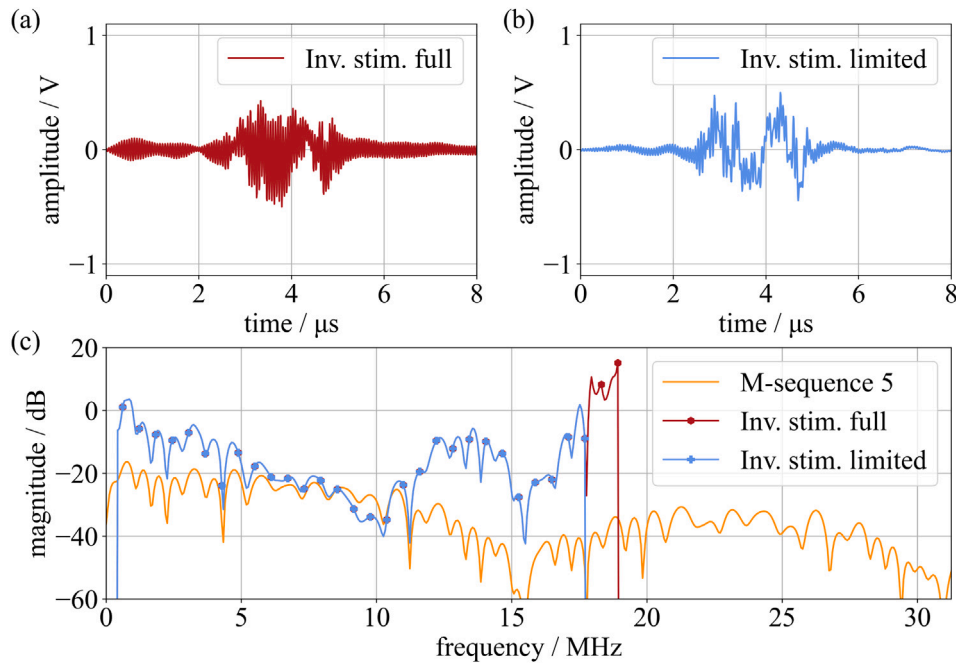 (a)
(b)
1
0
−1
amplitude / V
Inv. stim. full
0 2 4 6 8
time / μs
1
0
−1
amplitude / V
Inv. stim. limited
0 2 4 6 8
time / μs
(c)
20
0
−20
−40
−60
magnitude / dB
M-sequence 5
Inv. stim. full
Inv. stim. limited
0 5 10 15 20 25 30
frequency / MHz